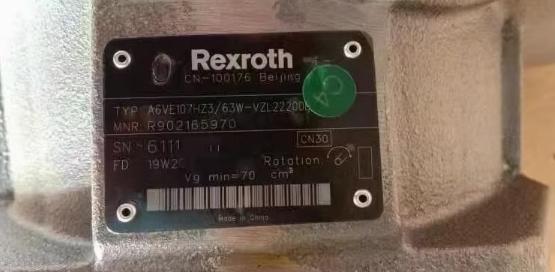 Rexroth
CN-100176 Beijing
TYP A6VE107HZ3/63W-VZL22200B
MNR: R902165970
CN30
SN 6111
FD 19W2 Rotation
Vg min=70 cm³
Made in China